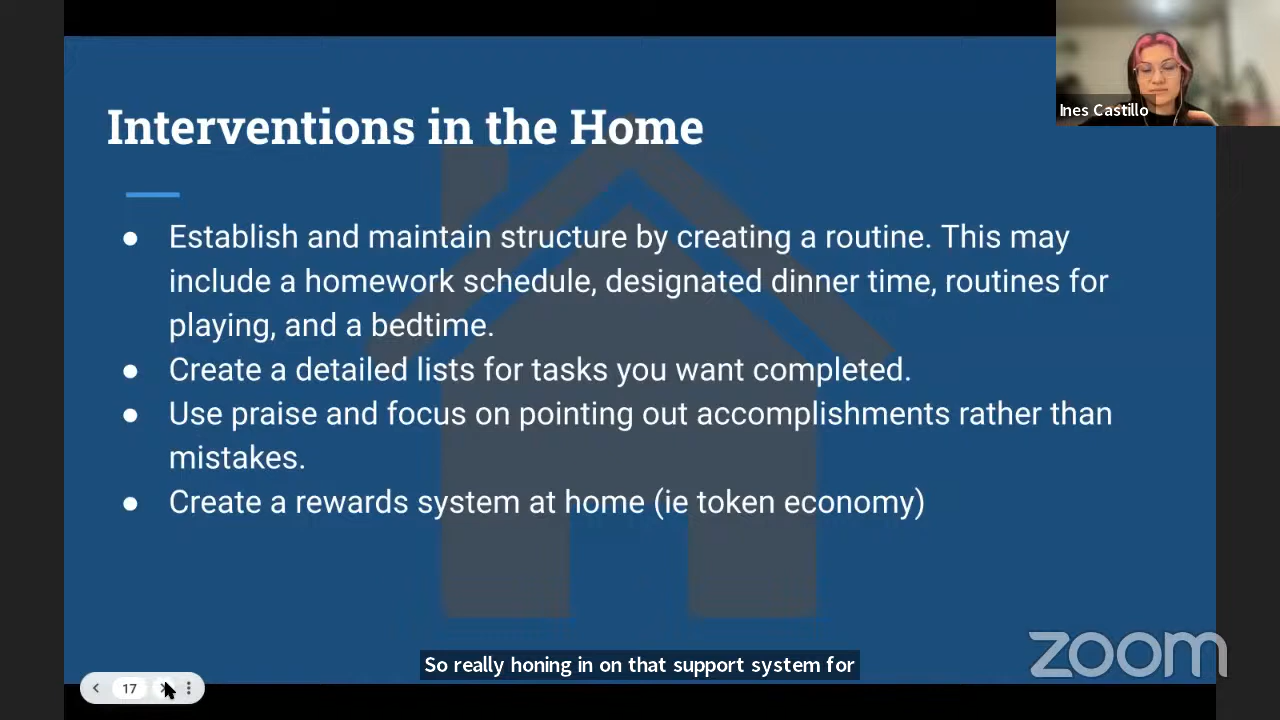 Ines Castillo
Interventions in the Home
● Establish and maintain structure by creating a routine. This may
include a homework schedule, designated dinner time, routines for
playing, and a bedtime.
● Create a detailed lists for tasks you want completed.
● Use praise and focus on pointing out accomplishments rather than
mistakes.
● Create a rewards system at home (ie token economy)
So really honing in on that support system for
zoom
17